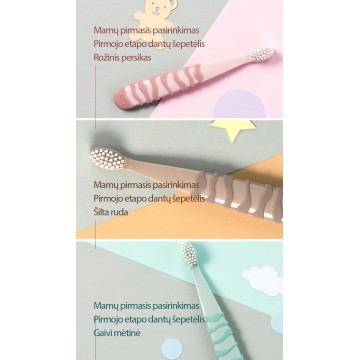 Mamų pirmasis pasirinkimas
Pirmojo etapo dantų šepetėlis
Rožinis persikas
Mamų pirmasis pasirinkimas
Pirmojo etapo dantų šepetėlis
Šilta ruda
Mamų pirmasis pasirinkimas
Pirmojo etapo dantų šepetėlis
Gaivi mėtinė